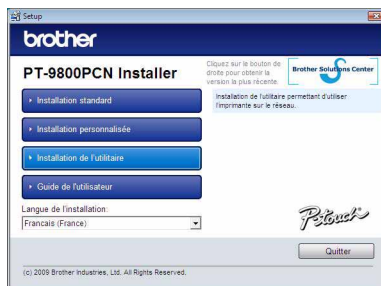 Setup
brother
PT-9800PCN Installer
Cliquez sur le bouton de
droite pour obtenir la
version la plus récente.
Brother Solutions Center
Installation standard
Installation de l'utilitaire permettant d'utiliser
l'imprimante sur le réseau.
Installation personnalisée
Installation de l'utilitaire
Guide de l'utilisateur
Langue de l'installation:
Francais (France)
P-touch
Quitter
(c) 2009 Brother Industries, Ltd. All Rights Reserved.